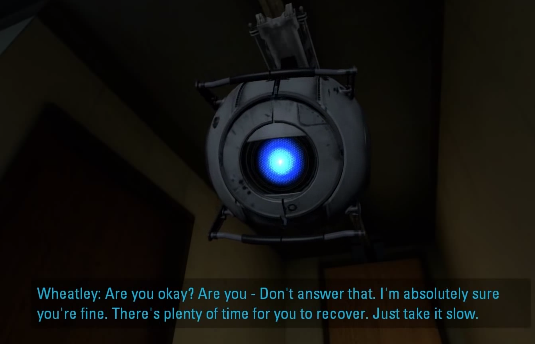 Wheatley: Are you okay? Are you - Don't answer that. I'm absolutely sure
you're fine. There's plenty of time for you to recover. Just take it slow.